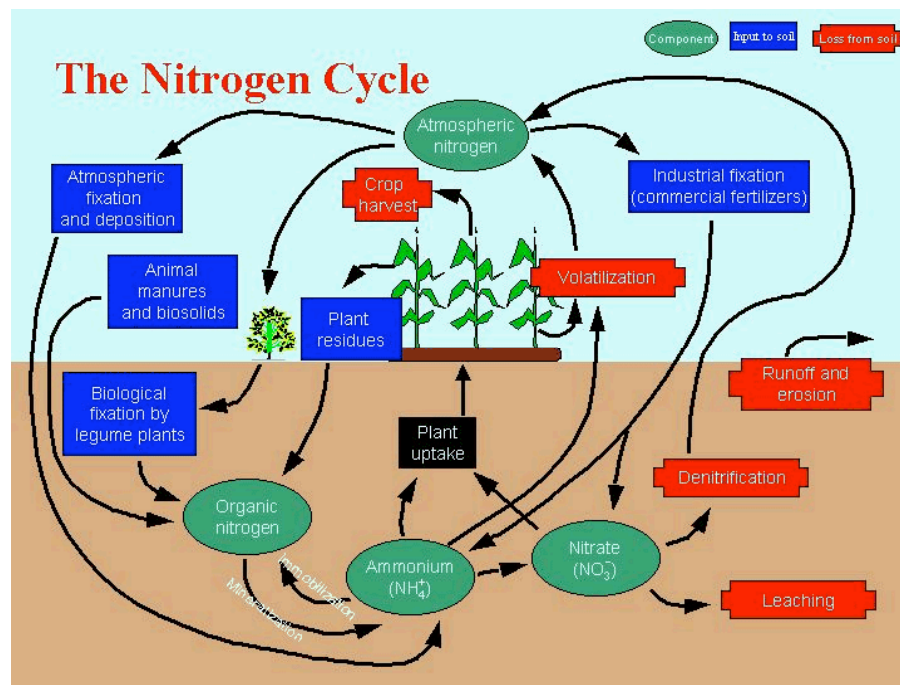 Component
Input to soil
Loss from soil
The Nitrogen Cycle
Atmospheric
nitrogen
Atmospheric
fixation
and deposition
Crop
harvest
Industrial fixation
(commercial fertilizers)
Animal
manures
and biosolids
Volatilization
Plant
residues
Runoff and
erosion
Biological
fixation by
legume plants
Plant
uptake
Denitrification
Organic
nitrogen
Immobilization
Mineralization
Ammonium
(NH₄⁺)
Nitrate
(NO₃⁻)
Leaching